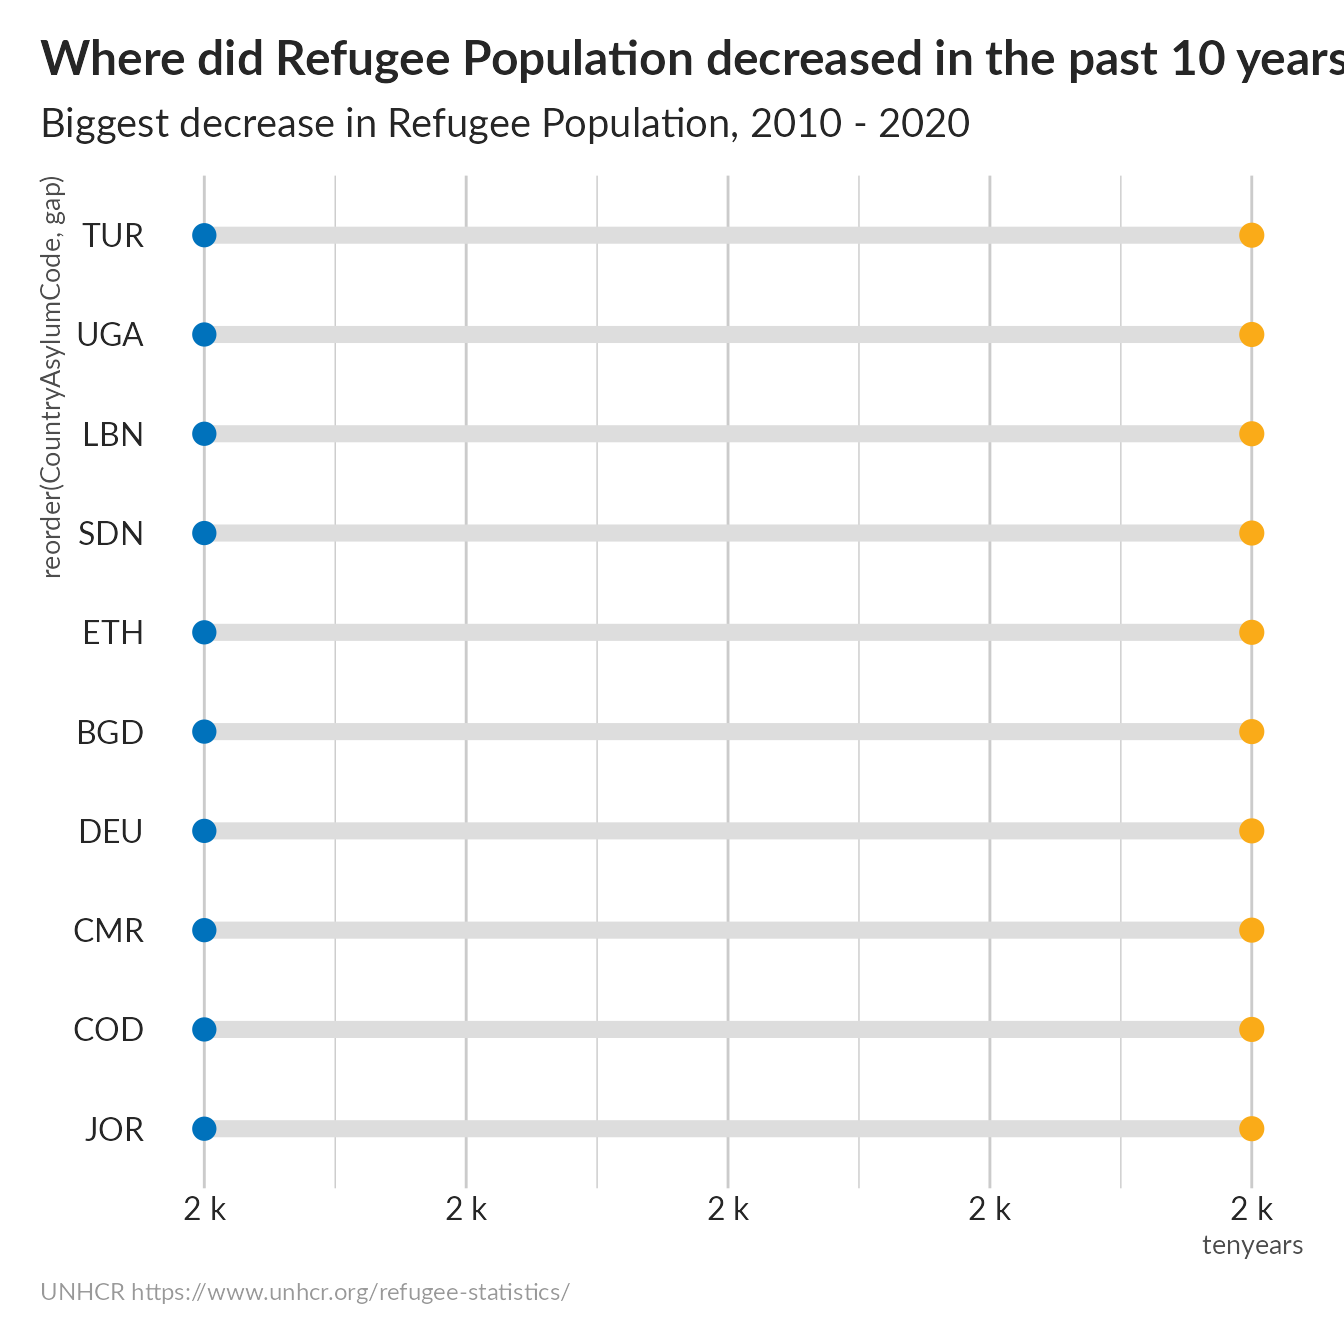 Where did Refugee Population decreased in the past 10 years
Biggest decrease in Refugee Population, 2010 - 2020
reorder(CountryAsylumCode, gap)
TUR
UGA
LBN
SDN
ETH
BGD
DEU
CMR
COD
JOR
2 k 2 k 2 k 2 k 2 k
tenyears
UNHCR https://www.unhcr.org/refugee-statistics/